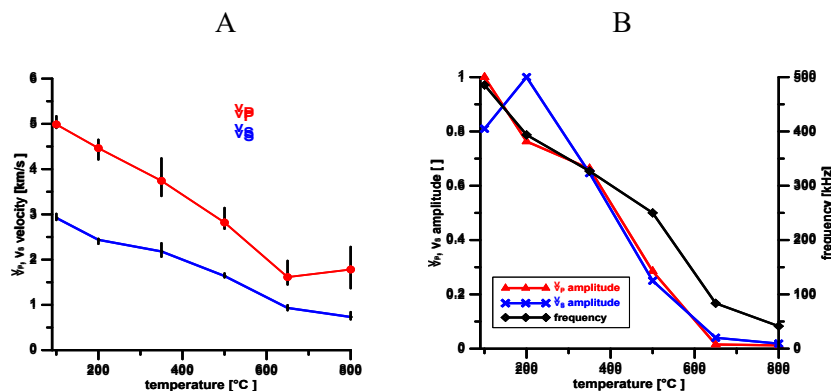 A
B
6
5
4
3
2
1
0
200
400
600
800
temperature [°C ]
vP, vS velocity [km/s]
vP
vS
1
0.8
0.6
0.4
0.2
0
200
400
600
800
temperature [°C ]
vP, vS amplitude [ ]
500
400
300
200
100
0
frequency [kHz]
vP amplitude
vS amplitude
frequency